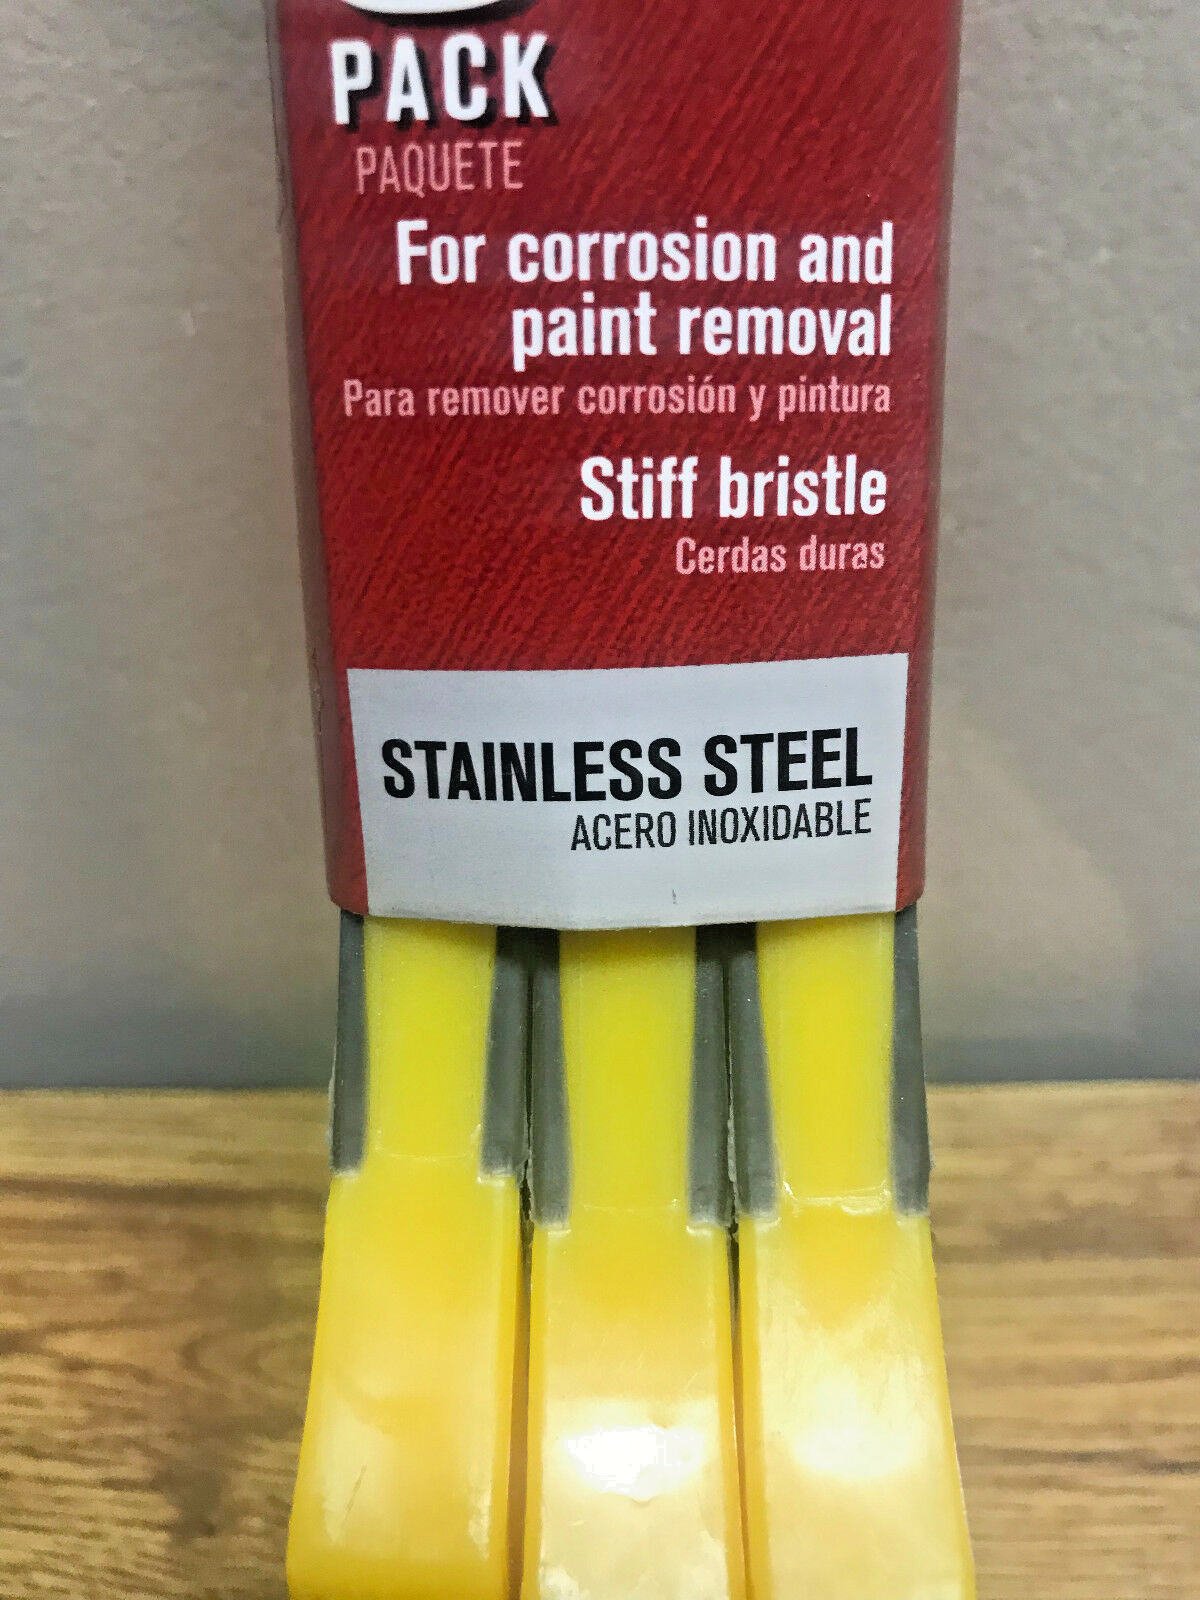 PACK
PAQUETE
For corrosion and
paint removal
Para remover corrosión y pintura
Stiff bristle
Cerdas duras
STAINLESS STEEL
ACERO INOXIDABLE